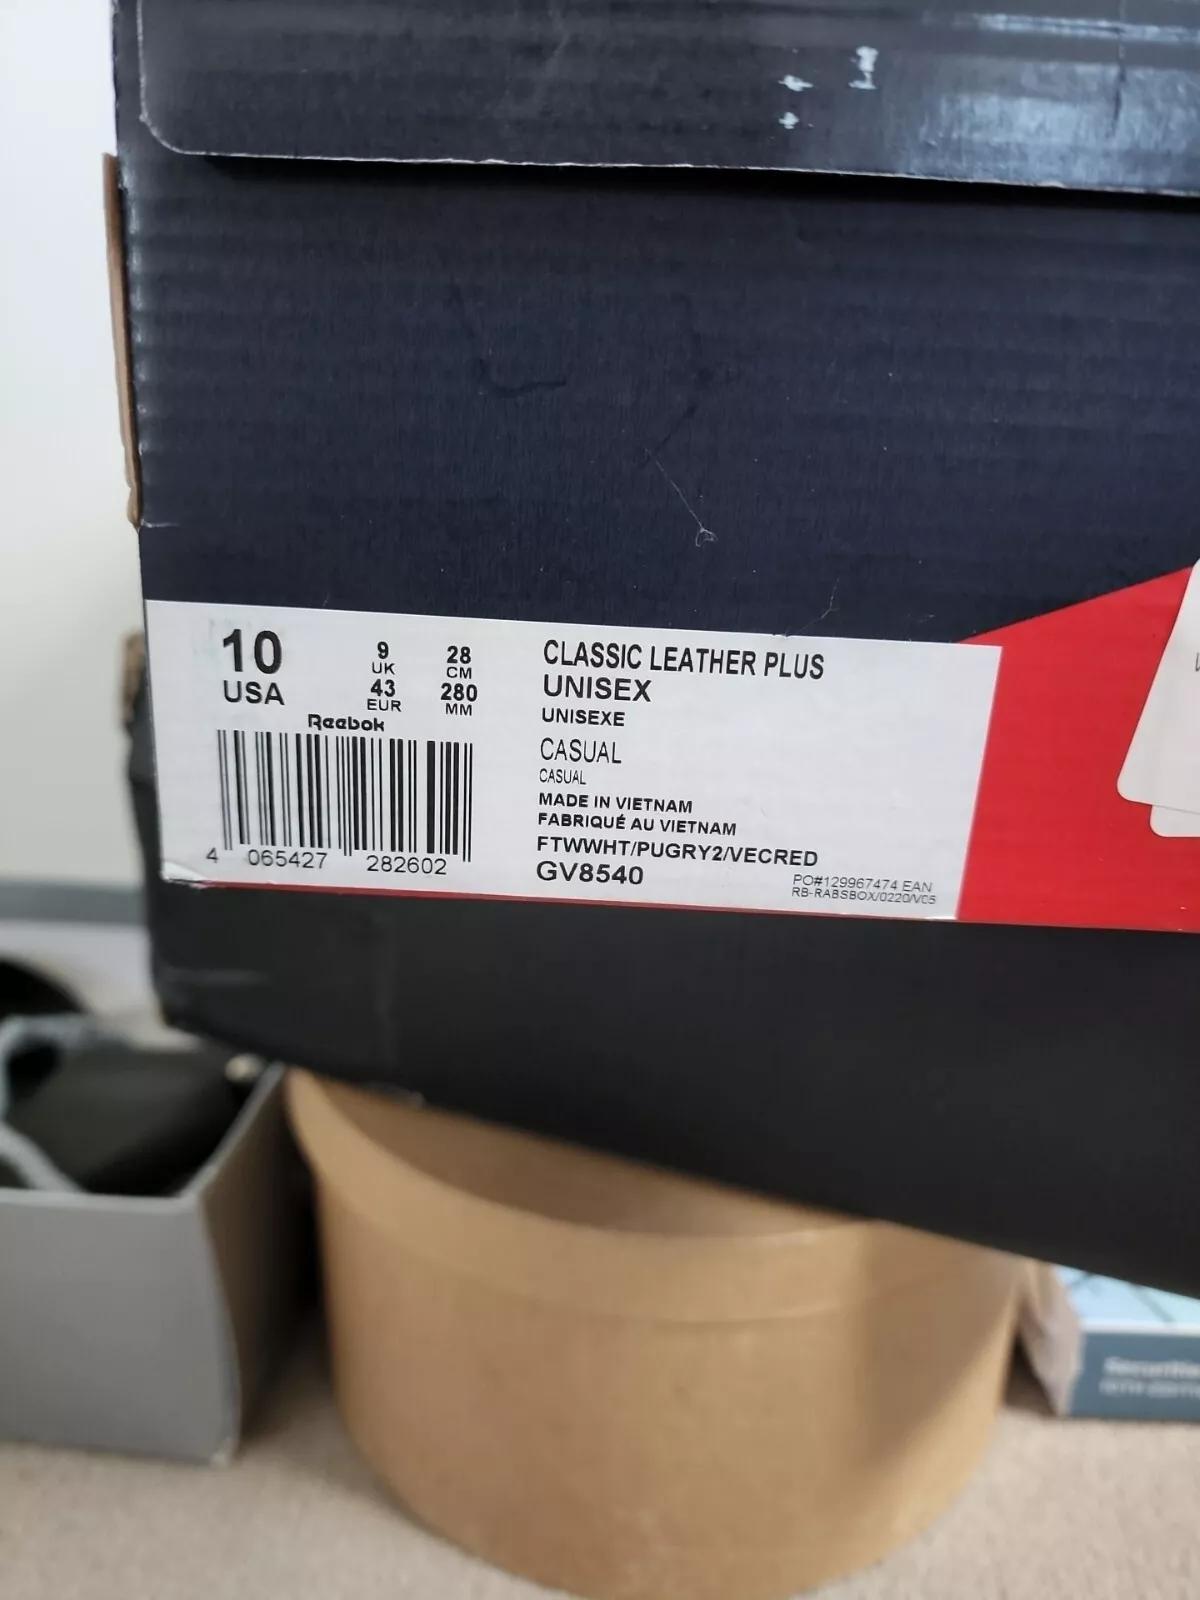 10
USA
9
UK
43
EUR
28
CM
280
MM
Reebok
4 065427 282602
CLASSIC LEATHER PLUS
UNISEX
UNISEXE
CASUAL
CASUAL
MADE IN VIETNAM
FABRIQUÉ AU VIETNAM
FTWWHT/PUGRY2/VECRED
GV8540
PO#129967474 EAN
RB-RABSBOX/0220/V05